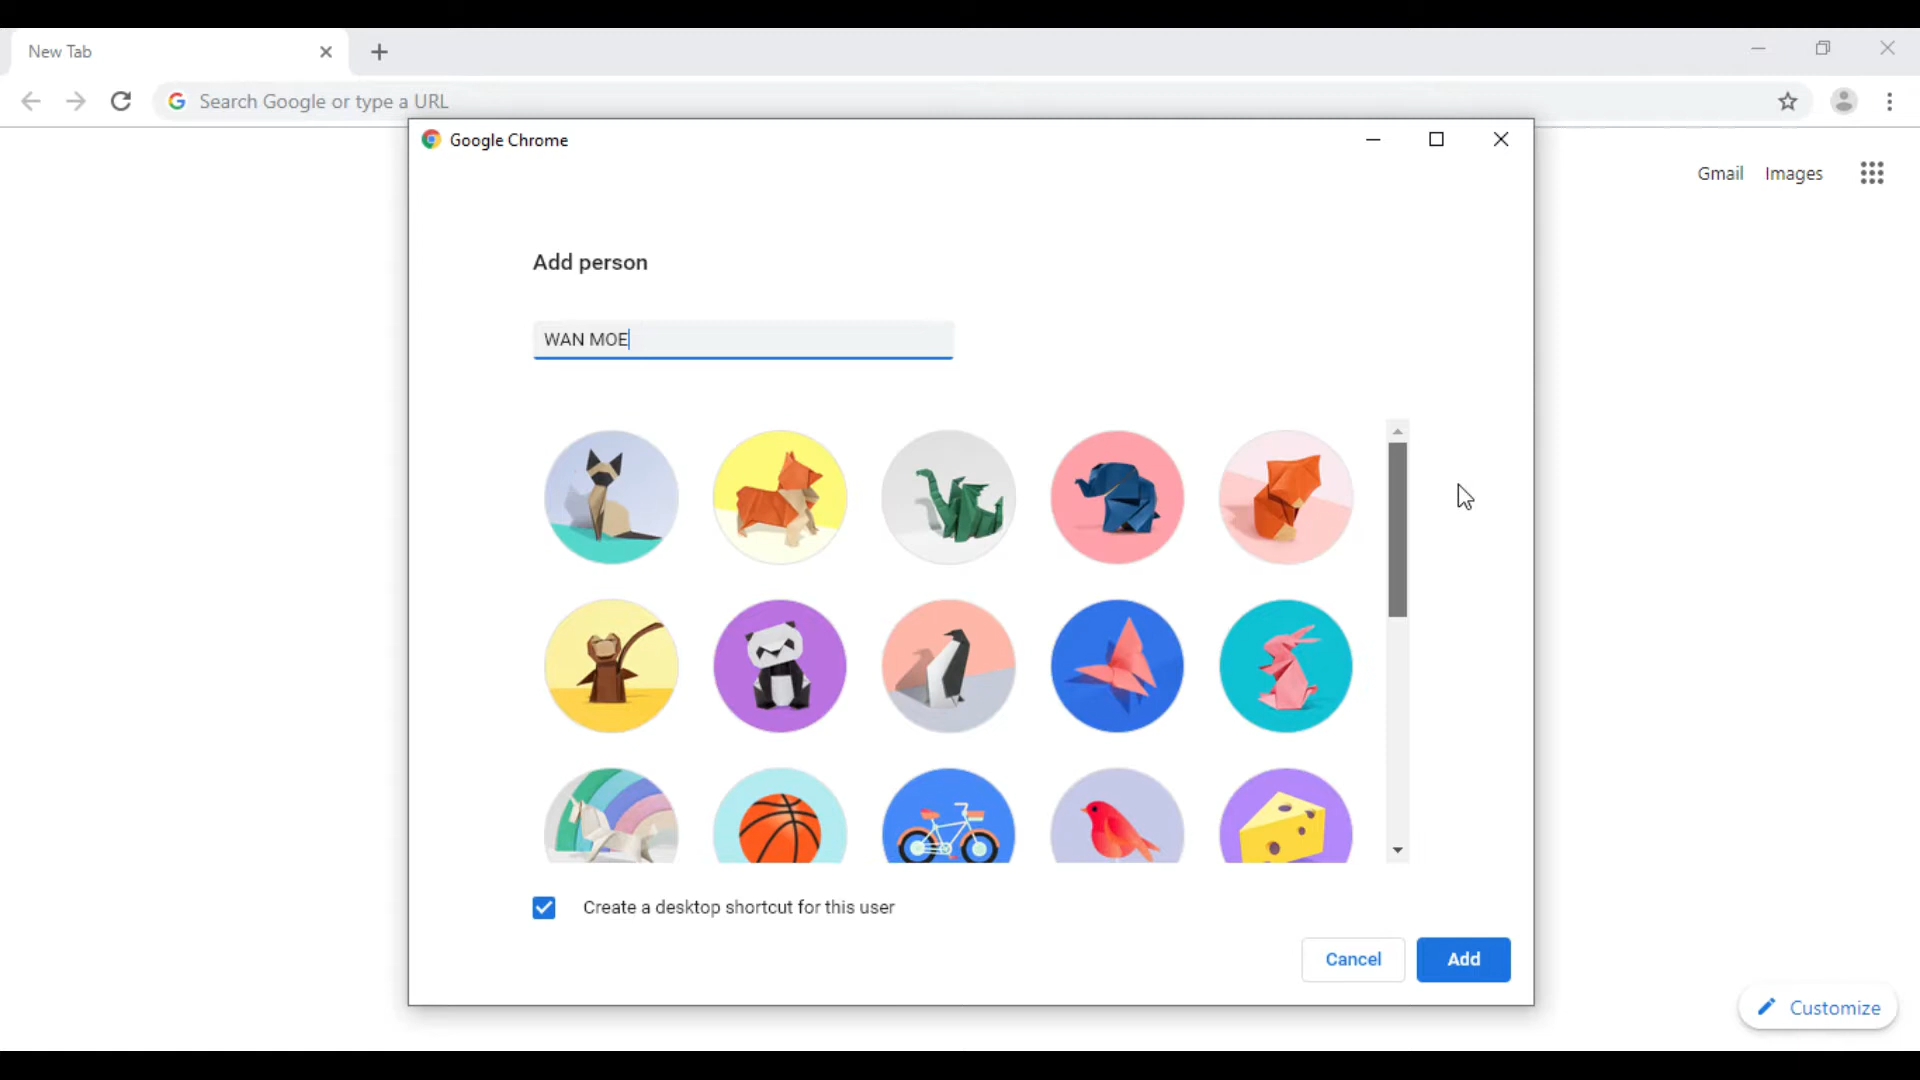 New Tab
Search Google or type a URL
Google Chrome
Gmail Images
Add person
WAN MOE
Create a desktop shortcut for this user
Cancel Add
Customize